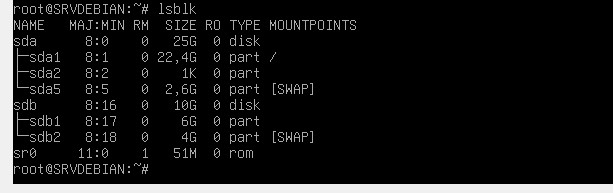 root@SRVDEBIAN:~# lsblk
NAME   MAJ:MIN RM  SIZE RO TYPE MOUNTPOINTS
sda      8:0    0   25G  0 disk
├─sda1   8:1    0 22,4G  0 part /
├─sda2   8:2    0    1K  0 part
└─sda5   8:5    0  2,6G  0 part [SWAP]
sdb      8:16   0   10G  0 disk
├─sdb1   8:17   0    6G  0 part
└─sdb2   8:18   0    4G  0 part [SWAP]
sr0     11:0    1   51M  0 rom
root@SRVDEBIAN:~#